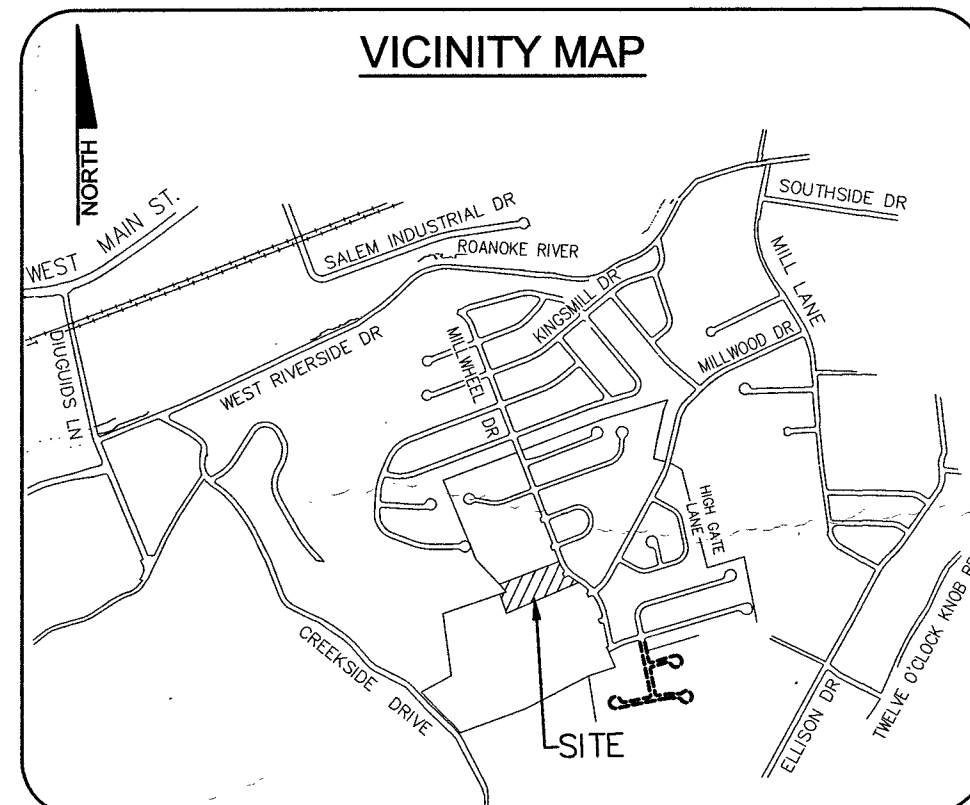 VICINITY MAP
NORTH
WEST MAIN ST.
SALEM INDUSTRIAL DR
ROANOKE RIVER
SOUTHSIDE DR
MILL LANE
KINGSMILL DR
MILLWOOD DR
DIUGUIDS LN
WEST RIVERSIDE DR
MILLWHEEL DR
HIGH GATE
LANE
CREEKSIDE
DRIVE
SITE
ELLISON DR
TWELVE O'CLOCK KNOB RD